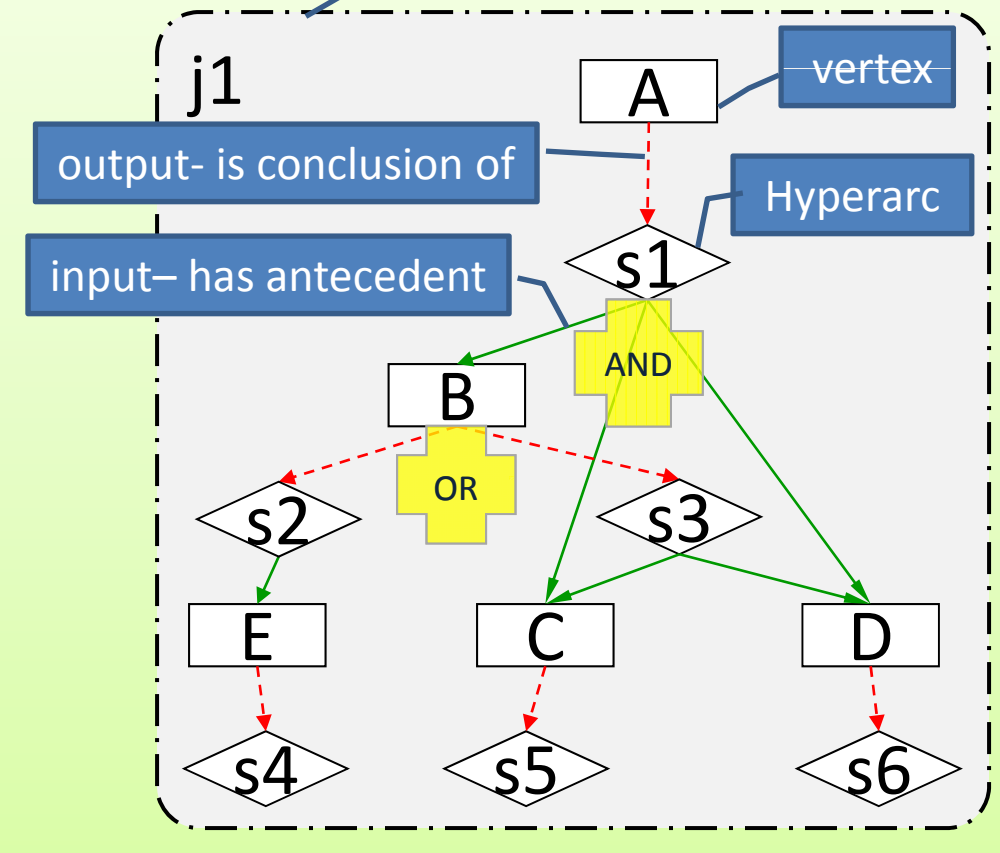 j1
A
vertex
output- is conclusion of
Hyperarc
s1
input– has antecedent
AND
B
OR
s2
s3
E
C
D
s4
s5
s6